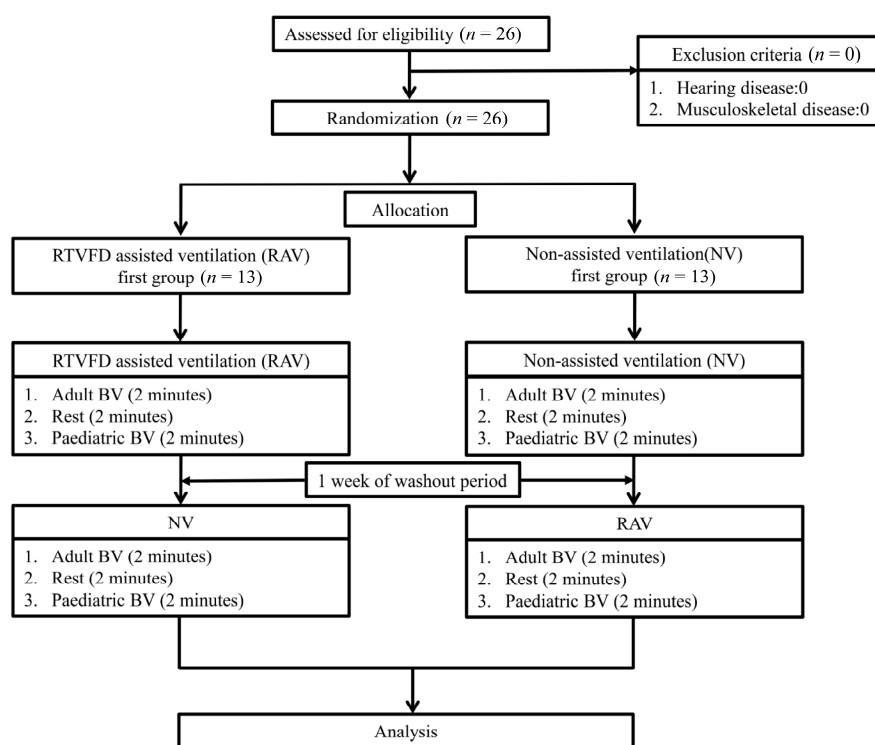 Assessed for eligibility (n = 26)
Exclusion criteria (n = 0)
1. Hearing disease:0
2. Musculoskeletal disease:0
Randomization (n = 26)
Allocation
RTVFD assisted ventilation (RAV)
first group (n = 13)
Non-assisted ventilation(NV)
first group (n = 13)
RTVFD assisted ventilation (RAV)
1. Adult BV (2 minutes)
2. Rest (2 minutes)
3. Paediatric BV (2 minutes)
Non-assisted ventilation (NV)
1. Adult BV (2 minutes)
2. Rest (2 minutes)
3. Paediatric BV (2 minutes)
1 week of washout period
NV
1. Adult BV (2 minutes)
2. Rest (2 minutes)
3. Paediatric BV (2 minutes)
RAV
1. Adult BV (2 minutes)
2. Rest (2 minutes)
3. Paediatric BV (2 minutes)
Analysis